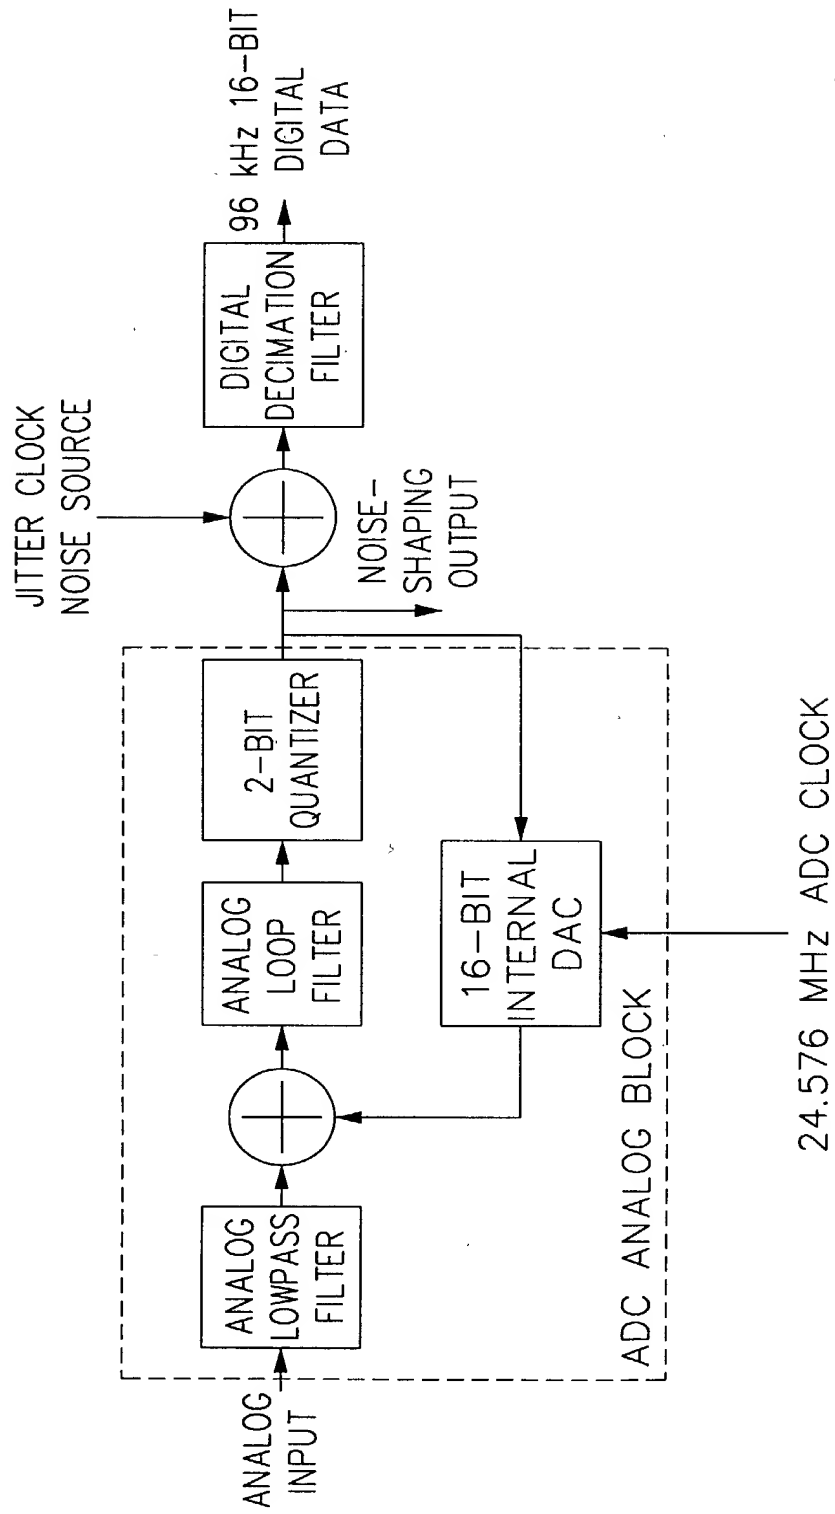 JITTER CLOCK
NOISE SOURCE
96 kHz 16-BIT
DIGITAL
DATA
ANALOG
INPUT
ANALOG
LOWPASS
FILTER
ANALOG
LOOP
FILTER
2-BIT
QUANTIZER
DIGITAL
DECIMATION
FILTER
NOISE-
SHAPING
OUTPUT
16-BIT
INTERNAL
DAC
ADC ANALOG BLOCK
24.576 MHz ADC CLOCK